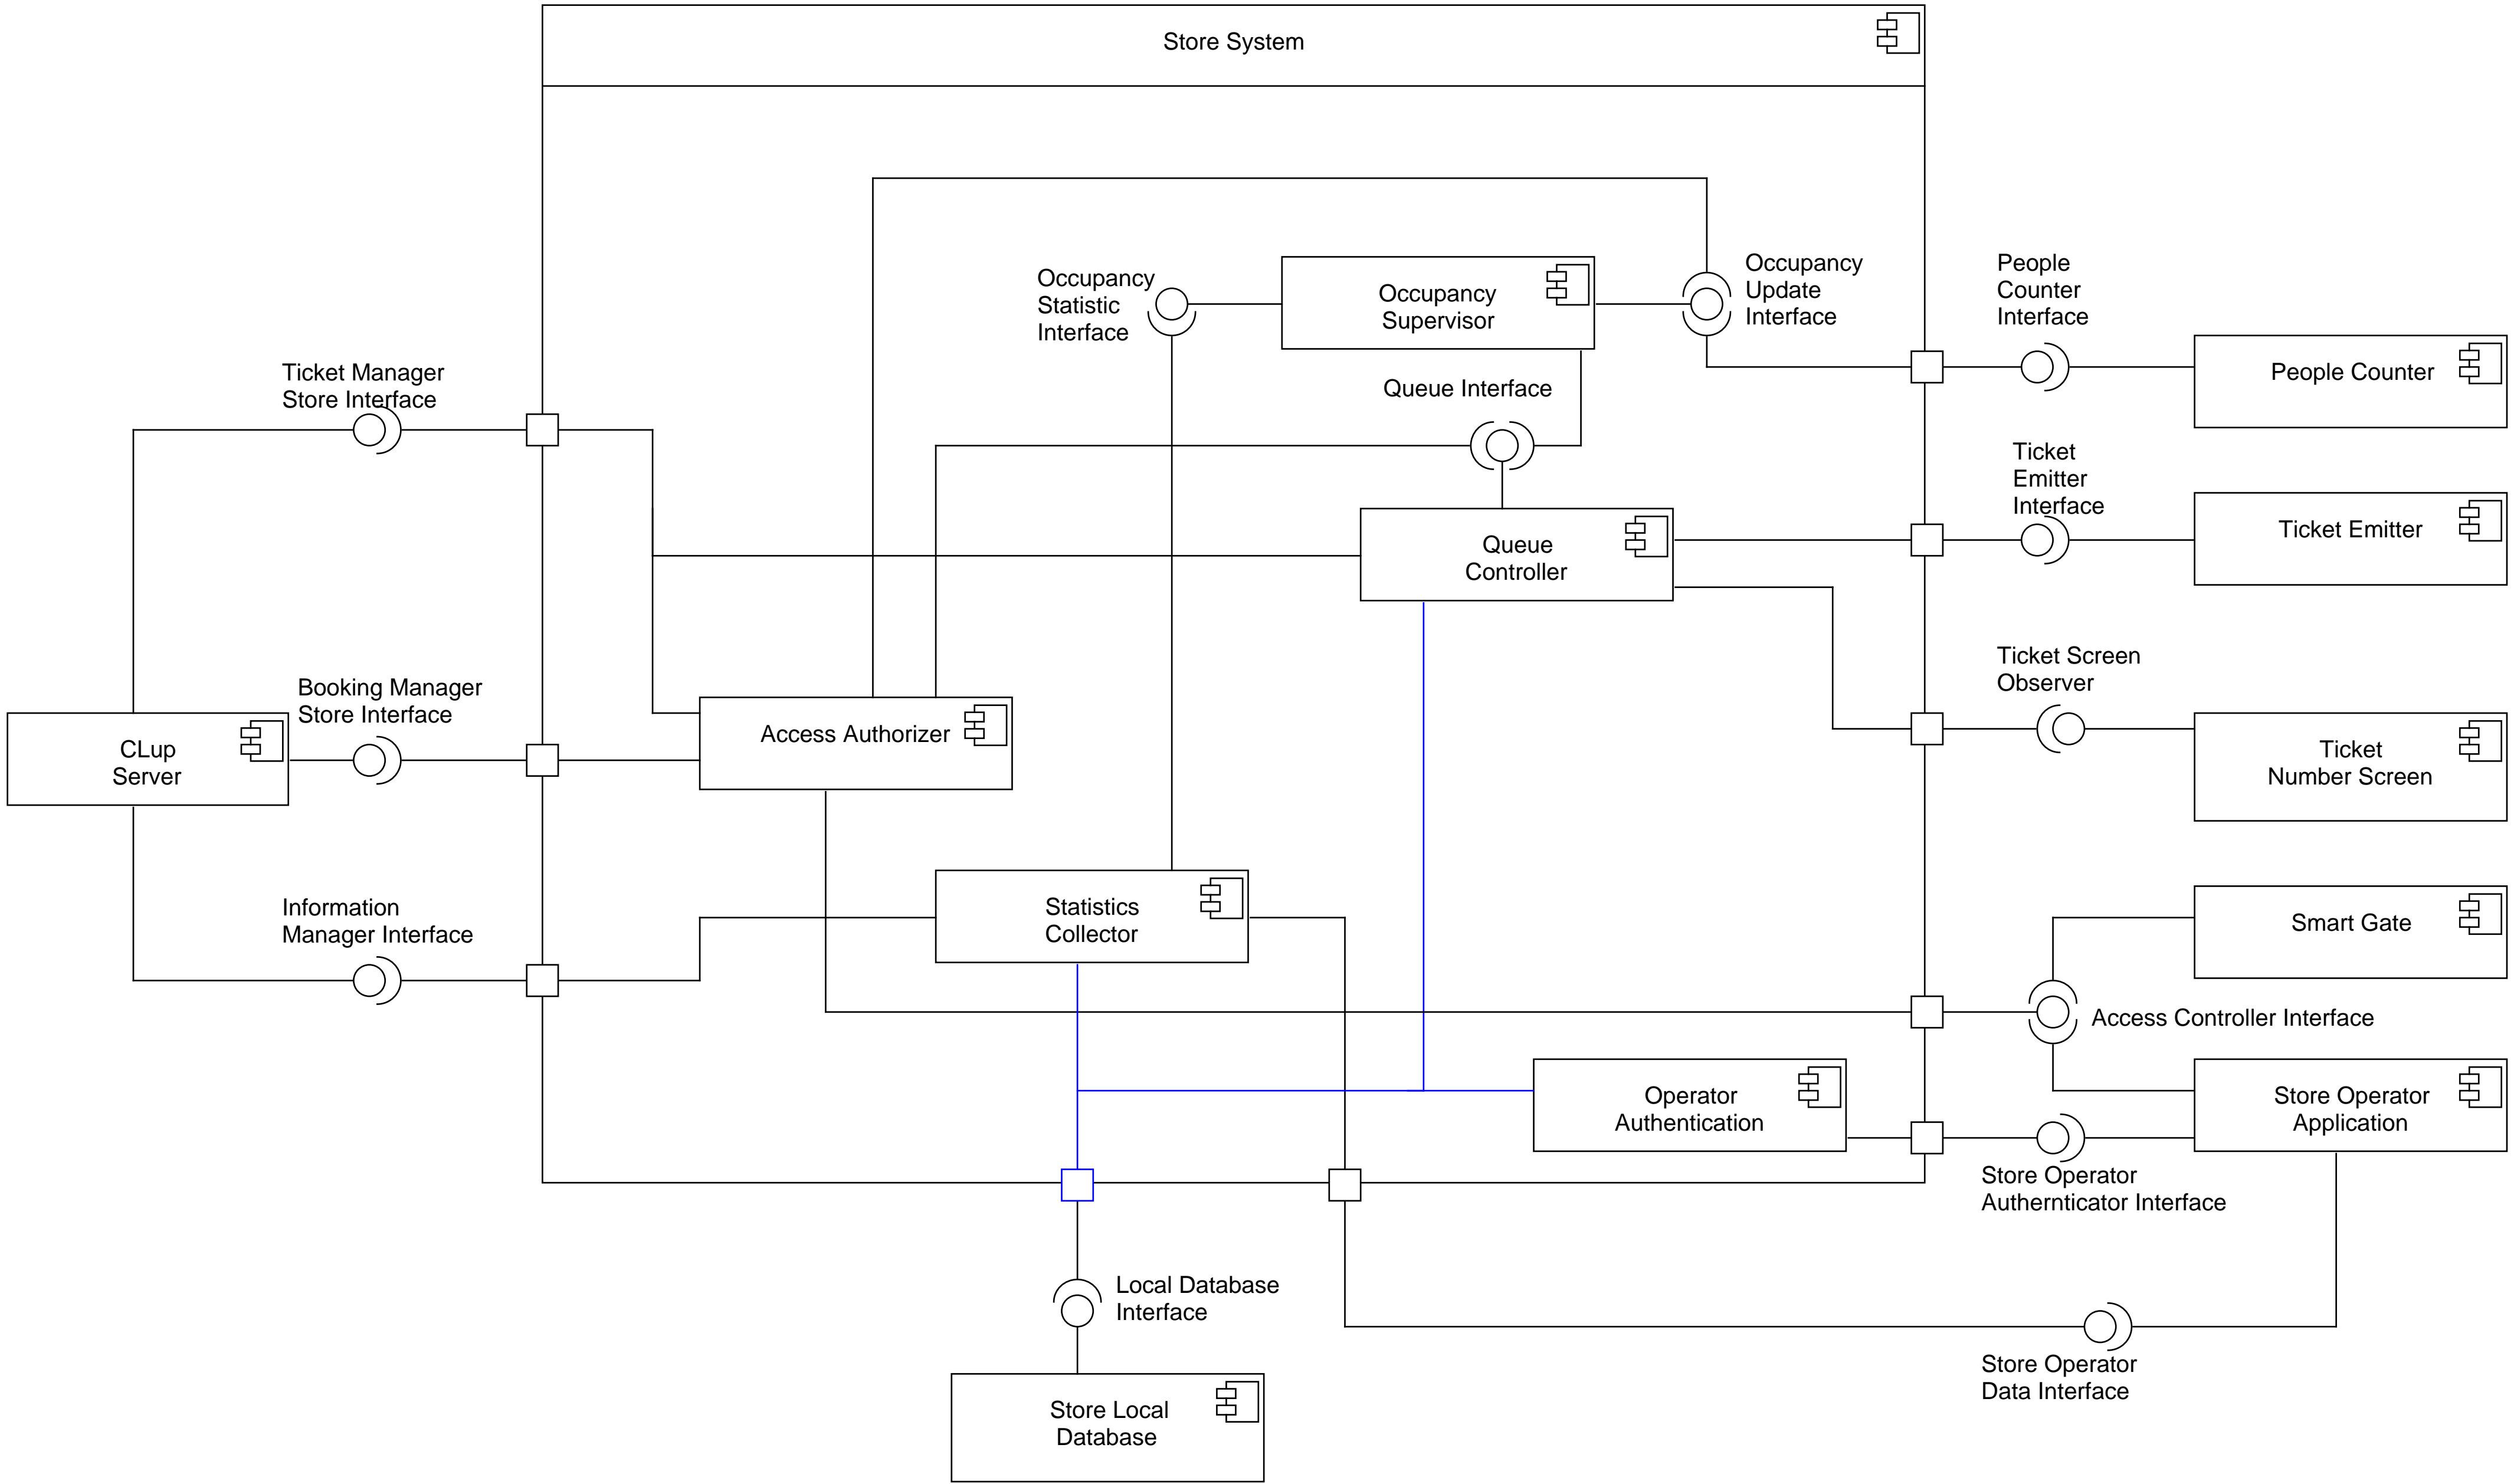 Store System
Occupancy
Statistic
Interface
Occupancy
Supervisor
Occupancy
Update
Interface
People
Counter
Interface
People Counter
Ticket Manager
Store Interface
Queue Interface
Ticket
Emitter
Interface
Ticket Emitter
Queue
Controller
Ticket Screen
Observer
Ticket
Number Screen
Booking Manager
Store Interface
CLup
Server
Access Authorizer
Information
Manager Interface
Statistics
Collector
Smart Gate
Access Controller Interface
Operator
Authentication
Store Operator
Application
Store Operator
Authernticator Interface
Local Database
Interface
Store Operator
Data Interface
Store Local
Database